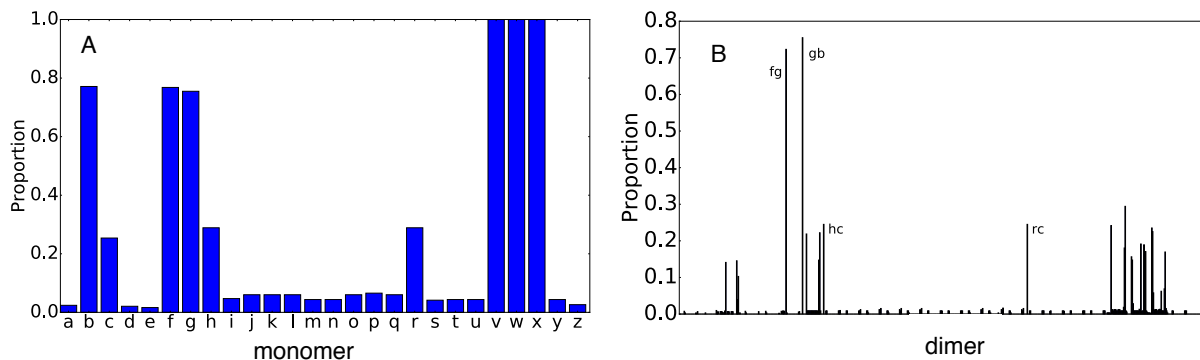 A
Proportion
1.0
0.8
0.6
0.4
0.2
0.0
a b c d e f g h i j k l m n o p q r s t u v w x y z
monomer
B
Proportion
0.8
0.7
0.6
0.5
0.4
0.3
0.2
0.1
0.0
fg
gb
hc
rc
dimer